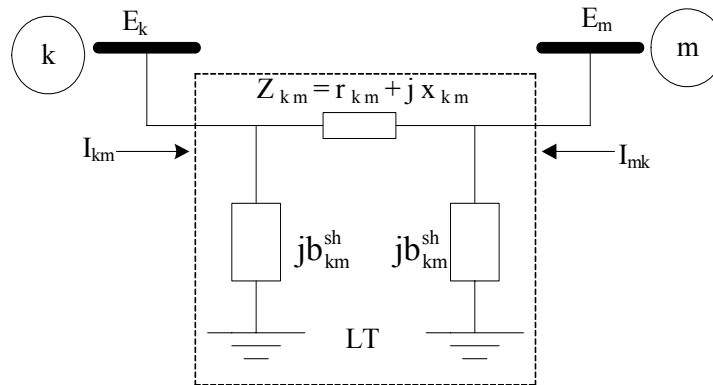 E_k
E_m
k
m
Z_km = r_km + j x_km
I_km
I_mk
jb_km^sh
jb_km^sh
LT